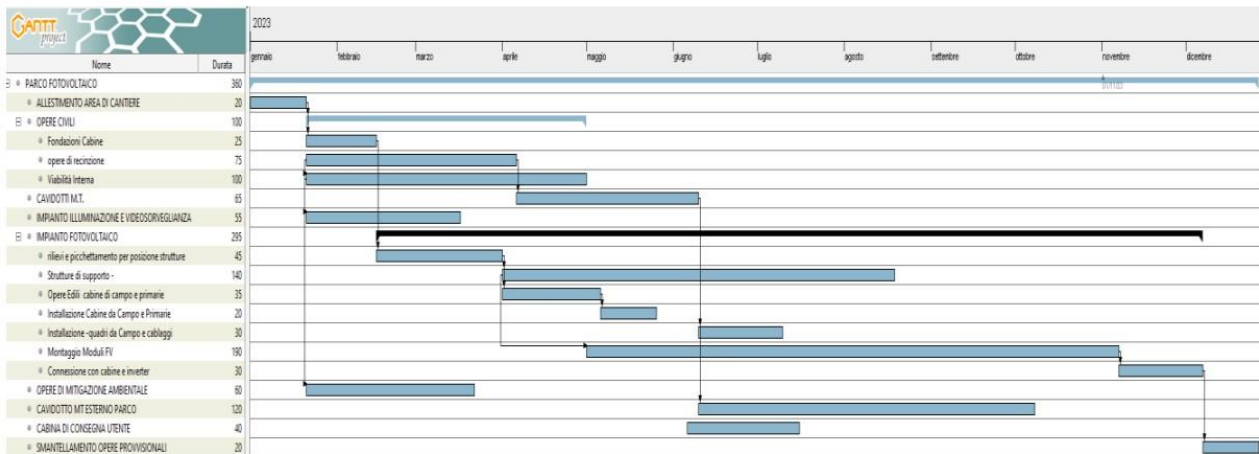 GANTT
project
2023
gennaio febbraio marzo aprile maggio giugno luglio agosto settembre ottobre novembre dicembre
Nome Durata
PARCO FOTOVOLTAICO 360
ALLESTIMENTO AREA DI CANTIERE 20
OPERE CIVILI 100
Fondazioni Cabine 25
opere di recinzione 75
Viabilità Interna 100
CAVIDOTTI M.T. 65
IMPIANTO ILLUMINAZIONE E VIDEOSORVEGLIANZA 55
IMPIANTO FOTOVOLTAICO 295
rilievi e picchettamento per posizione strutture 45
Strutture di supporto - 140
Opere Edili cabine di campo e primarie 35
Installazione Cabine da Campo e Primarie 20
Installazione -quadri da Campo e cablaggi 30
Montaggio Moduli FV 190
Connessione con cabine e inverter 30
OPERE DI MITIGAZIONE AMBIENTALE 60
CAVIDOTTO MT ESTERNO PARCO 120
CABINA DI CONSEGNA UTENTE 40
SMANTELLAMENTO OPERE PROVVISIONALI 20